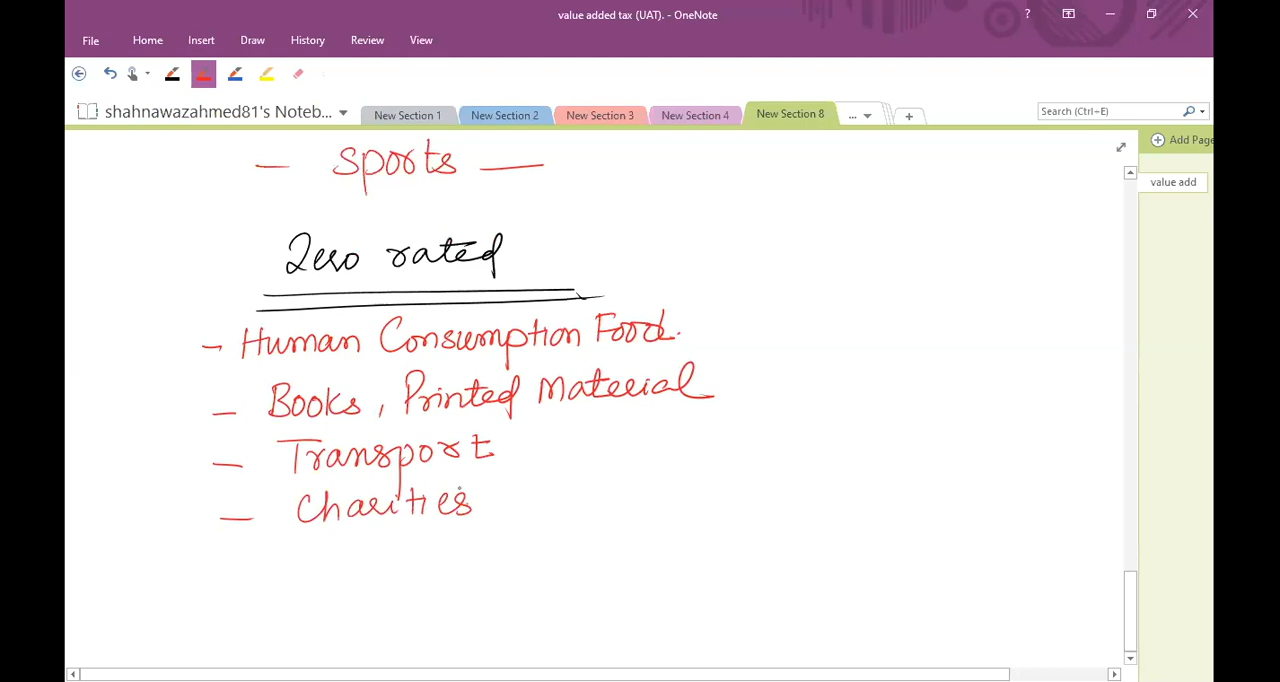 value added tax (UAT). - OneNote
?
File Home Insert Draw History Review View
shahnawazahmed81's Noteb... New Section 1 New Section 2 New Section 3 New Section 4 New Section 8 ... + Search (Ctrl+E)
+ Add Page
value add
- Sports —
Zero rated
- Human Consumption Food.
- Books, Printed Material
- Transport
- Charities